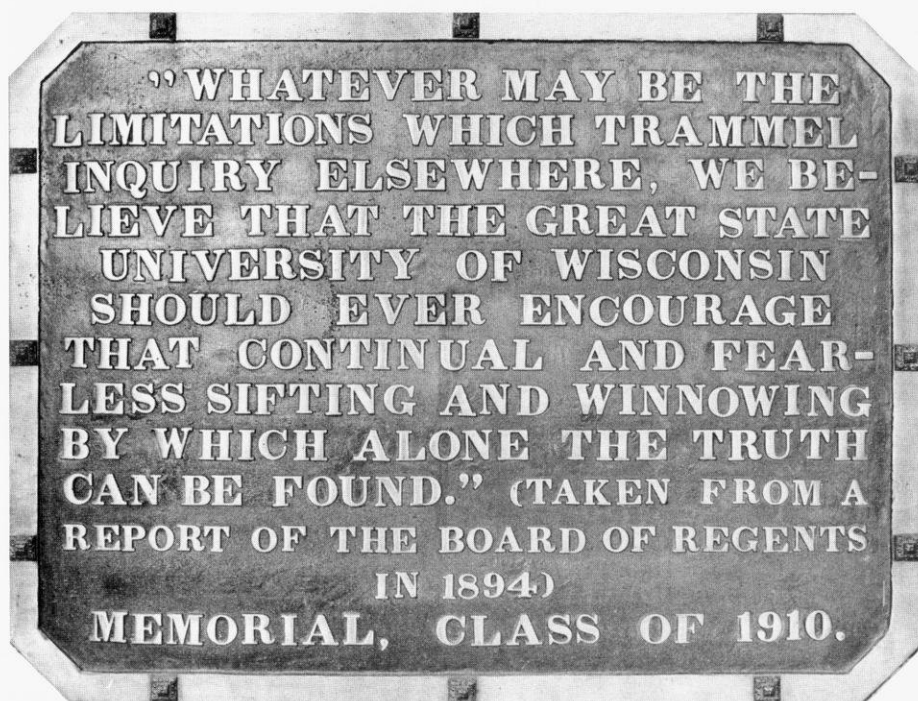 "WHATEVER MAY BE THE
LIMITATIONS WHICH TRAMMEL
INQUIRY ELSEWHERE, WE BE-
LIEVE THAT THE GREAT STATE
UNIVERSITY OF WISCONSIN
SHOULD EVER ENCOURAGE
THAT CONTINUAL AND FEAR-
LESS SIFTING AND WINNOWING
BY WHICH ALONE THE TRUTH
CAN BE FOUND." (TAKEN FROM A
REPORT OF THE BOARD OF REGENTS
IN 1894)
MEMORIAL, CLASS OF 1910.